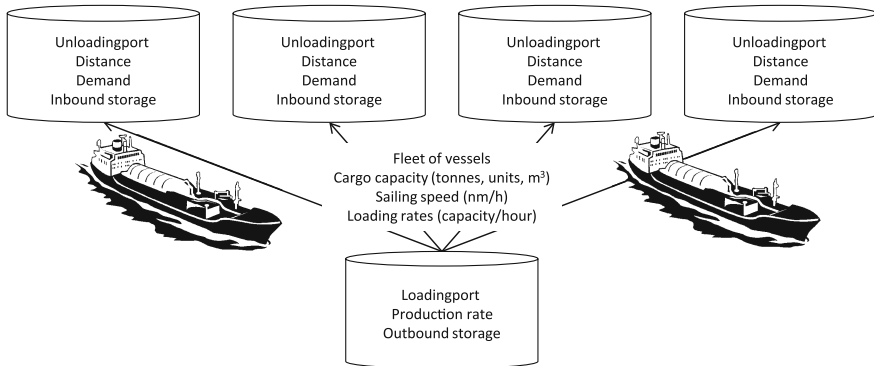 Unloadingport
Distance
Demand
Inbound storage
Unloadingport
Distance
Demand
Inbound storage
Unloadingport
Distance
Demand
Inbound storage
Unloadingport
Distance
Demand
Inbound storage
Fleet of vessels
Cargo capacity (tonnes, units, m³)
Sailing speed (nm/h)
Loading rates (capacity/hour)
Loadingport
Production rate
Outbound storage